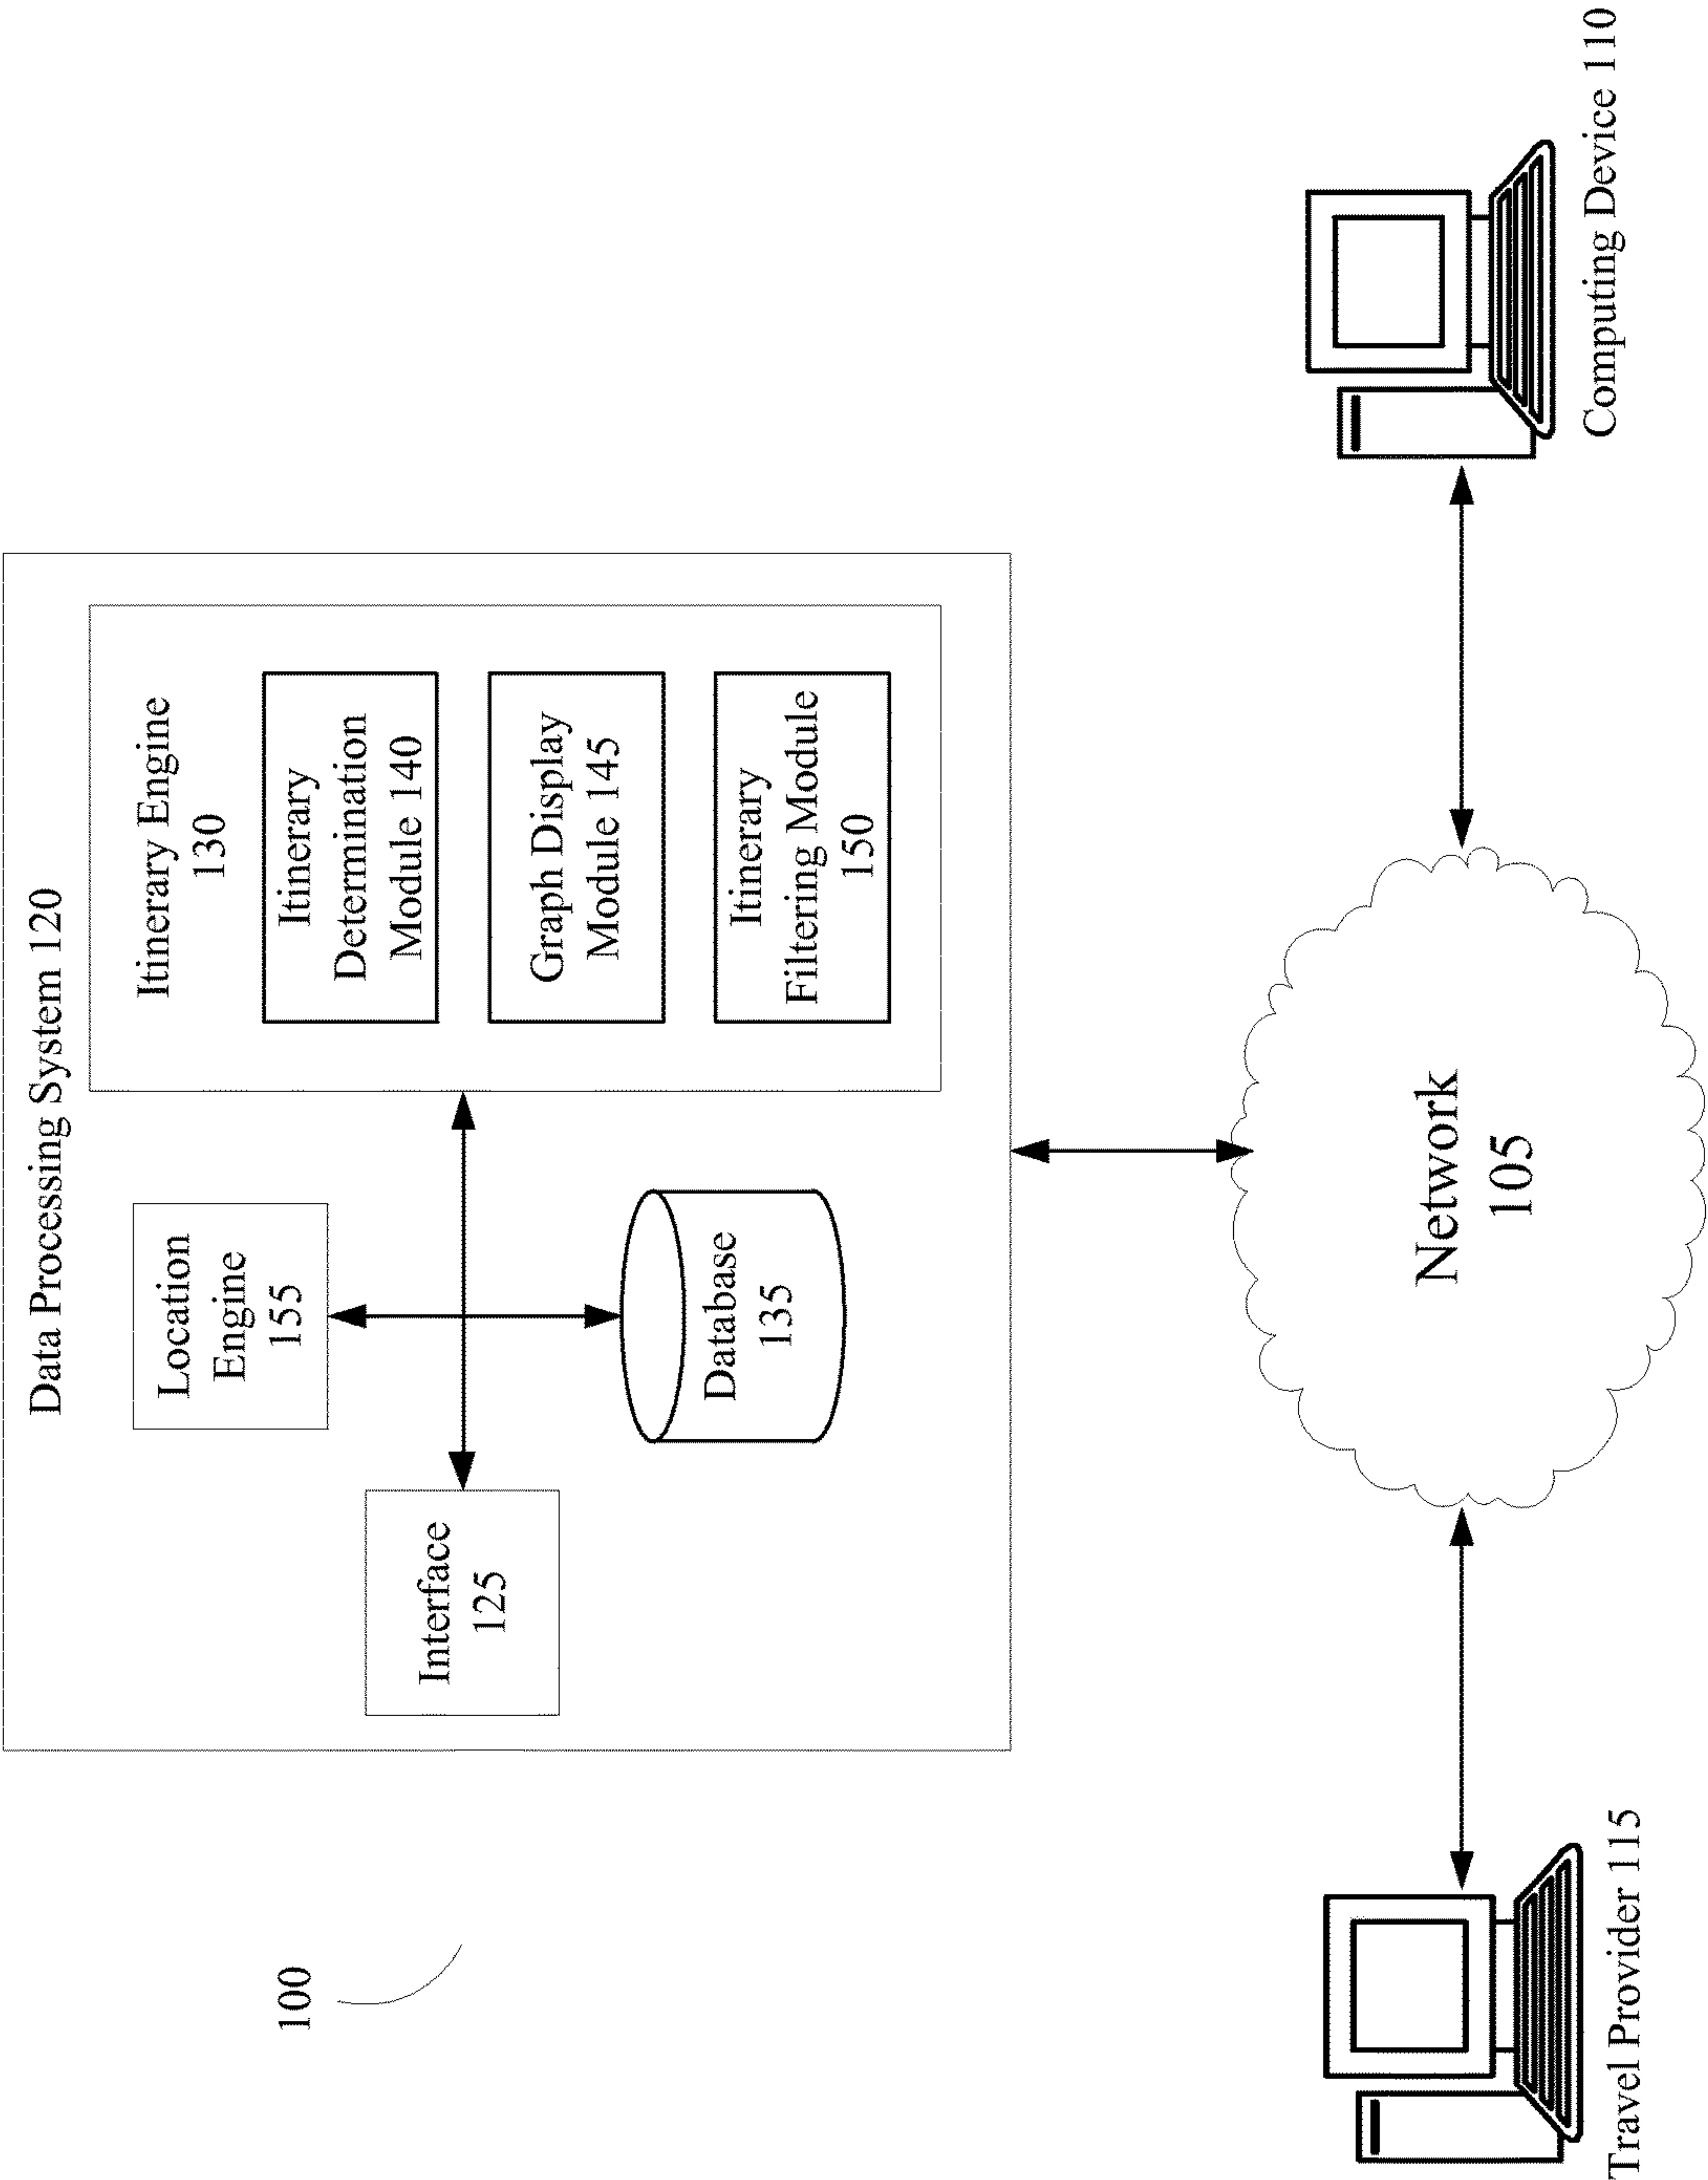 100
Data Processing System 120
Interface
125
Location
Engine
155
Database
135
Itinerary Engine
130
Itinerary
Determination
Module 140
Graph Display
Module 145
Itinerary
Filtering Module
150
Network
105
Travel Provider 115
Computing Device 110